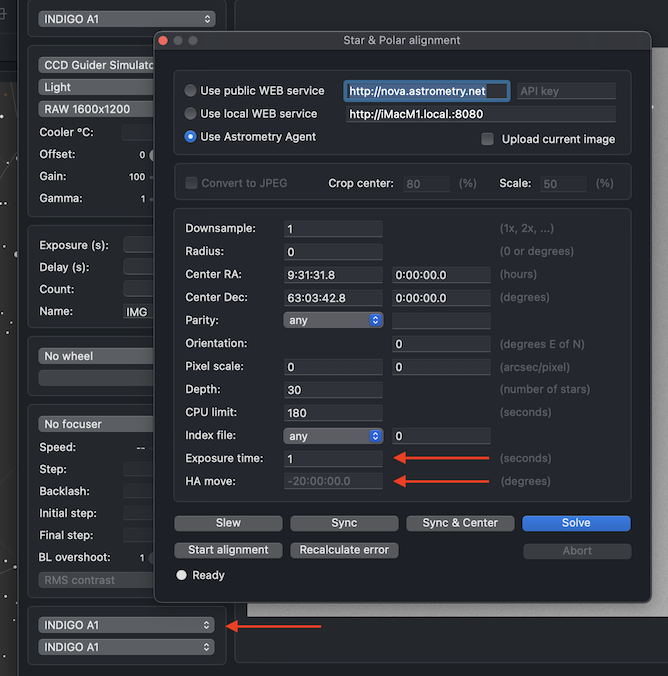 INDIGO A1
Star & Polar alignment
CCD Guider Simulato
Light
RAW 1600x1200
Cooler °C:
Offset: 0
Gain: 100
Gamma: 1
Exposure (s):
Delay (s):
Count:
Name: IMG
No wheel
No focuser
Speed: --
Step:
Backlash:
Initial step:
Final step:
BL overshoot: 1
RMS contrast
INDIGO A1
INDIGO A1
Use public WEB service http://nova.astrometry.net API key
Use local WEB service http://iMacM1.local.:8080
Use Astrometry Agent Upload current image
Convert to JPEG Crop center: 80 (%) Scale: 50 (%)
Downsample: 1 (1x, 2x, ...)
Radius: 0 (0 or degrees)
Center RA: 9:31:31.8 0:00:00.0 (hours)
Center Dec: 63:03:42.8 0:00:00.0 (degrees)
Parity: any
Orientation: 0 (degrees E of N)
Pixel scale: 0 0 (arcsec/pixel)
Depth: 30 (number of stars)
CPU limit: 180 (seconds)
Index file: any 0
Exposure time: 1 (seconds)
HA move: -20:00:00.0 (degrees)
Slew Sync Sync & Center Solve
Start alignment Recalculate error Abort
Ready